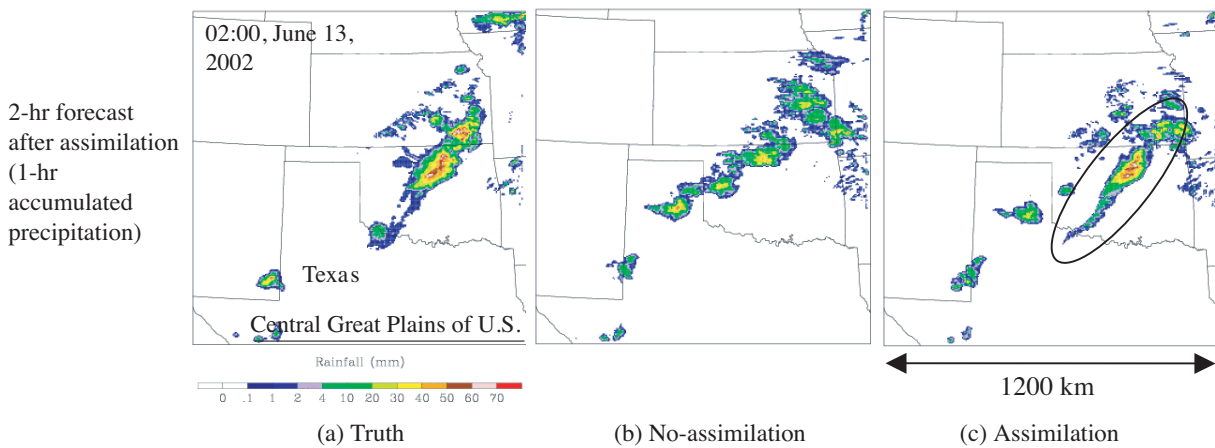 02:00, June 13,
2002
2-hr forecast
after assimilation
(1-hr
accumulated
precipitation)
Texas
Central Great Plains of U.S.
Rainfall (mm)
0 .1 1 2 4 10 20 30 40 50 60 70
1200 km
(a) Truth
(b) No-assimilation
(c) Assimilation